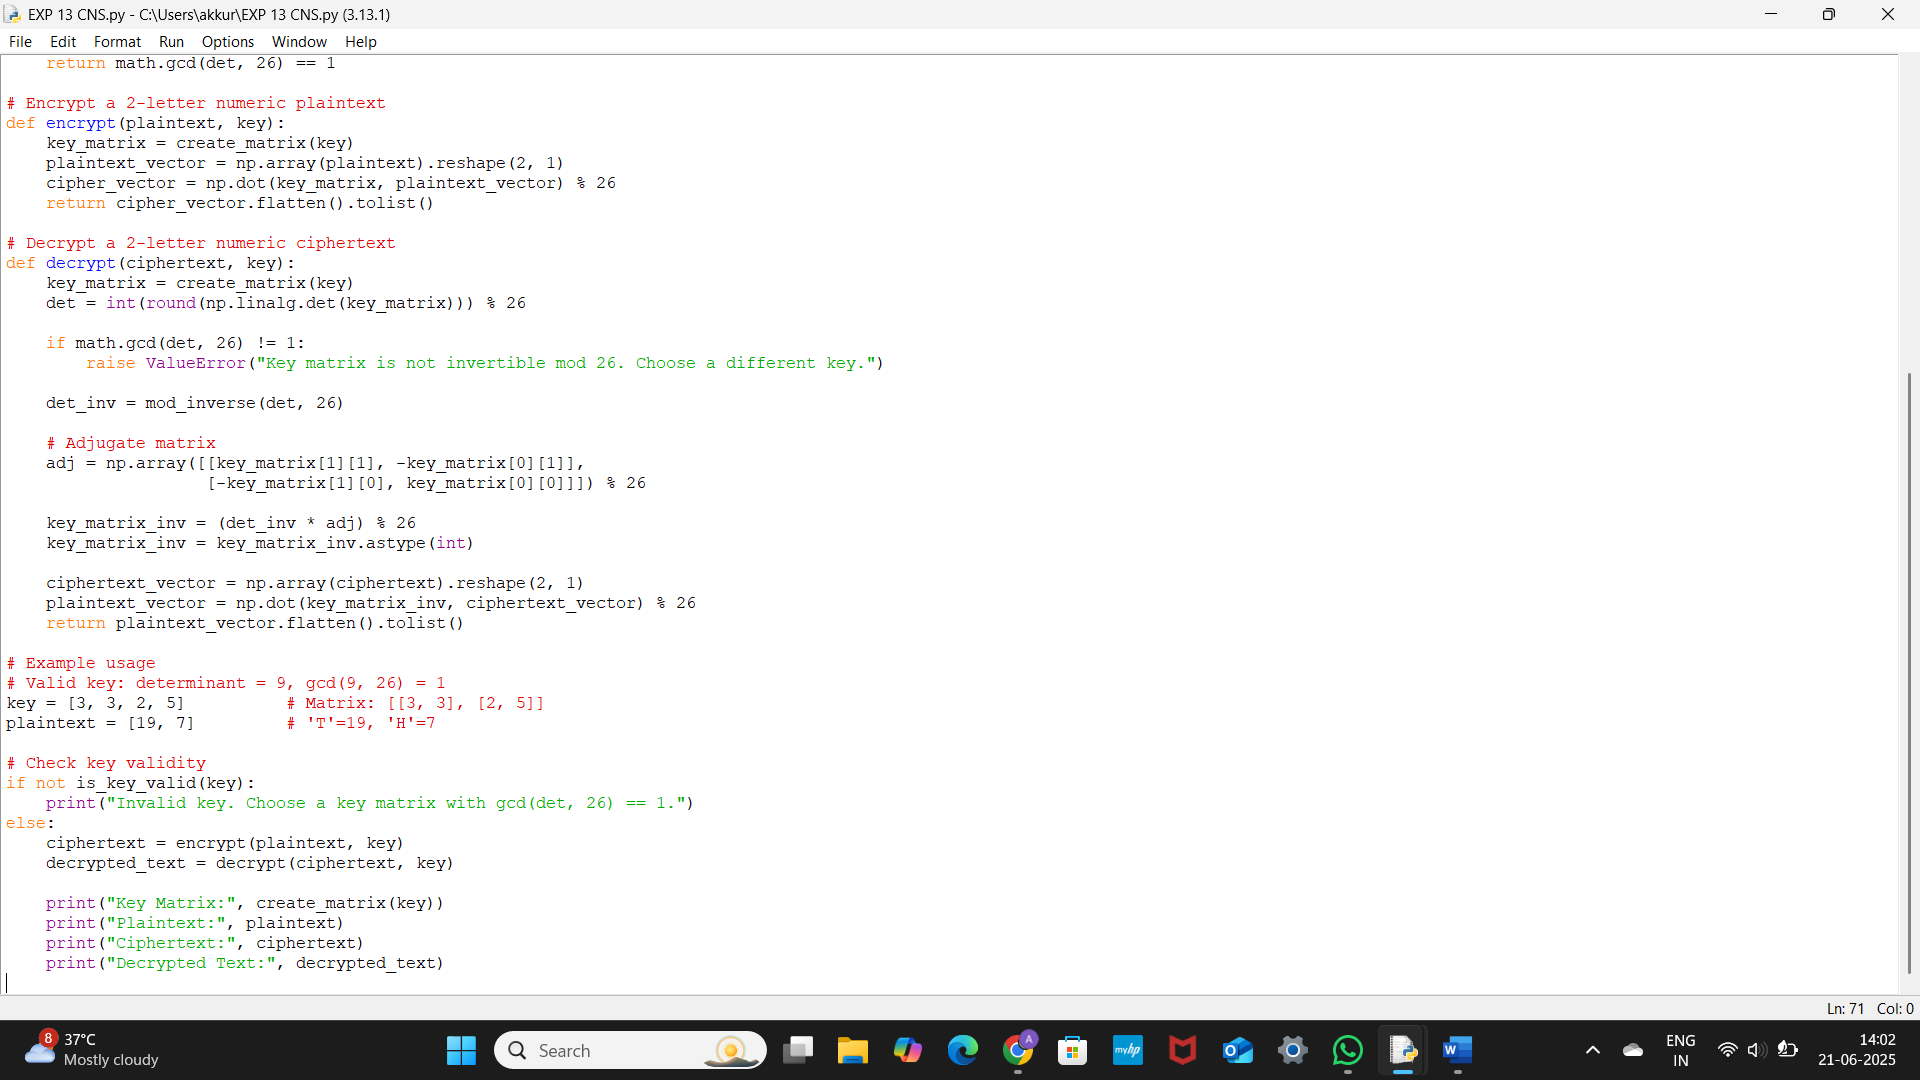 EXP 13 CNS.py - C:\Users\akkur\EXP 13 CNS.py (3.13.1)
File Edit Format Run Options Window Help
    return math.gcd(det, 26) == 1

# Encrypt a 2-letter numeric plaintext
def encrypt(plaintext, key):
    key_matrix = create_matrix(key)
    plaintext_vector = np.array(plaintext).reshape(2, 1)
    cipher_vector = np.dot(key_matrix, plaintext_vector) % 26
    return cipher_vector.flatten().tolist()

# Decrypt a 2-letter numeric ciphertext
def decrypt(ciphertext, key):
    key_matrix = create_matrix(key)
    det = int(round(np.linalg.det(key_matrix))) % 26

    if math.gcd(det, 26) != 1:
        raise ValueError("Key matrix is not invertible mod 26. Choose a different key.")

    det_inv = mod_inverse(det, 26)

    # Adjugate matrix
    adj = np.array([[key_matrix[1][1], -key_matrix[0][1]],
                    [-key_matrix[1][0], key_matrix[0][0]]]) % 26

    key_matrix_inv = (det_inv * adj) % 26
    key_matrix_inv = key_matrix_inv.astype(int)

    ciphertext_vector = np.array(ciphertext).reshape(2, 1)
    plaintext_vector = np.dot(key_matrix_inv, ciphertext_vector) % 26
    return plaintext_vector.flatten().tolist()

# Example usage
# Valid key: determinant = 9, gcd(9, 26) = 1
key = [3, 3, 2, 5]          # Matrix: [[3, 3], [2, 5]]
plaintext = [19, 7]         # 'T'=19, 'H'=7

# Check key validity
if not is_key_valid(key):
    print("Invalid key. Choose a key matrix with gcd(det, 26) == 1.")
else:
    ciphertext = encrypt(plaintext, key)
    decrypted_text = decrypt(ciphertext, key)

    print("Key Matrix:", create_matrix(key))
    print("Plaintext:", plaintext)
    print("Ciphertext:", ciphertext)
    print("Decrypted Text:", decrypted_text)
Ln: 71 Col: 0
8
37°C
Mostly cloudy
Search
A
myhp
W
ENG
IN
14:02
21-06-2025